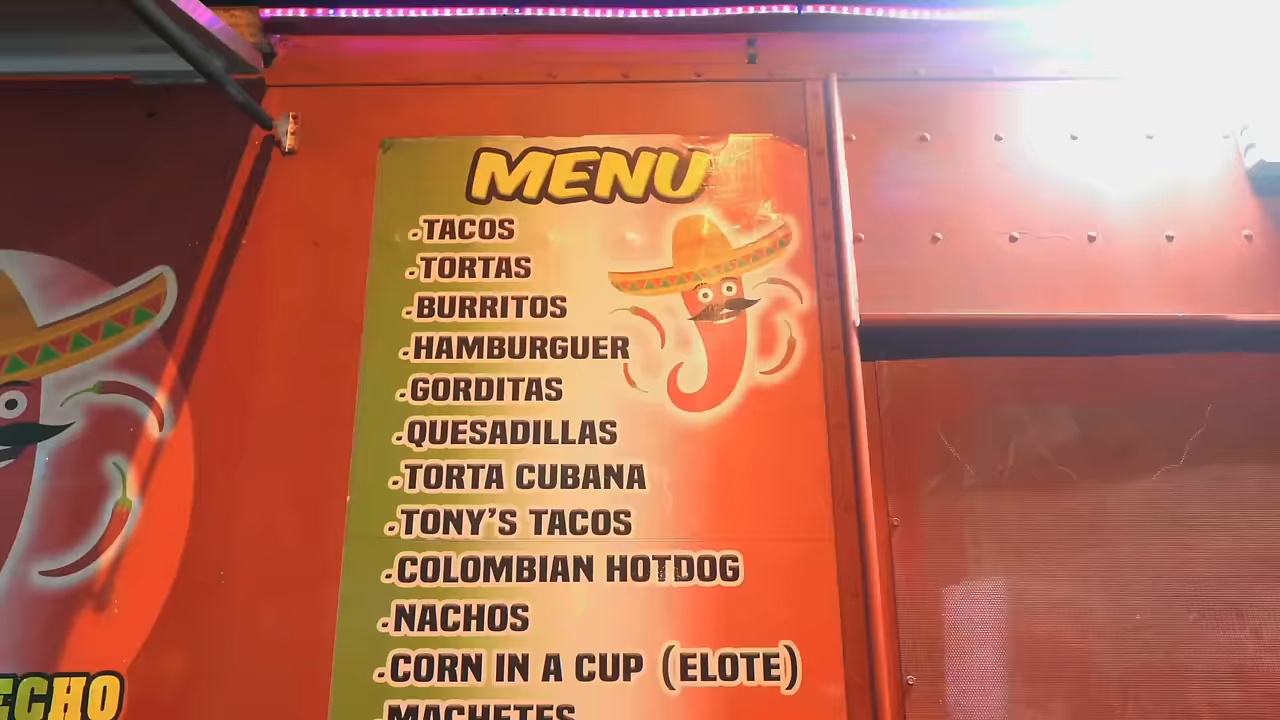 MENU
-TACOS
-TORTAS
-BURRITOS
-HAMBURGUER
-GORDITAS
-QUESADILLAS
-TORTA CUBANA
-TONY'S TACOS
-COLOMBIAN HOTDOG
-NACHOS
-CORN IN A CUP (ELOTE)
-MACHETES
ECHO